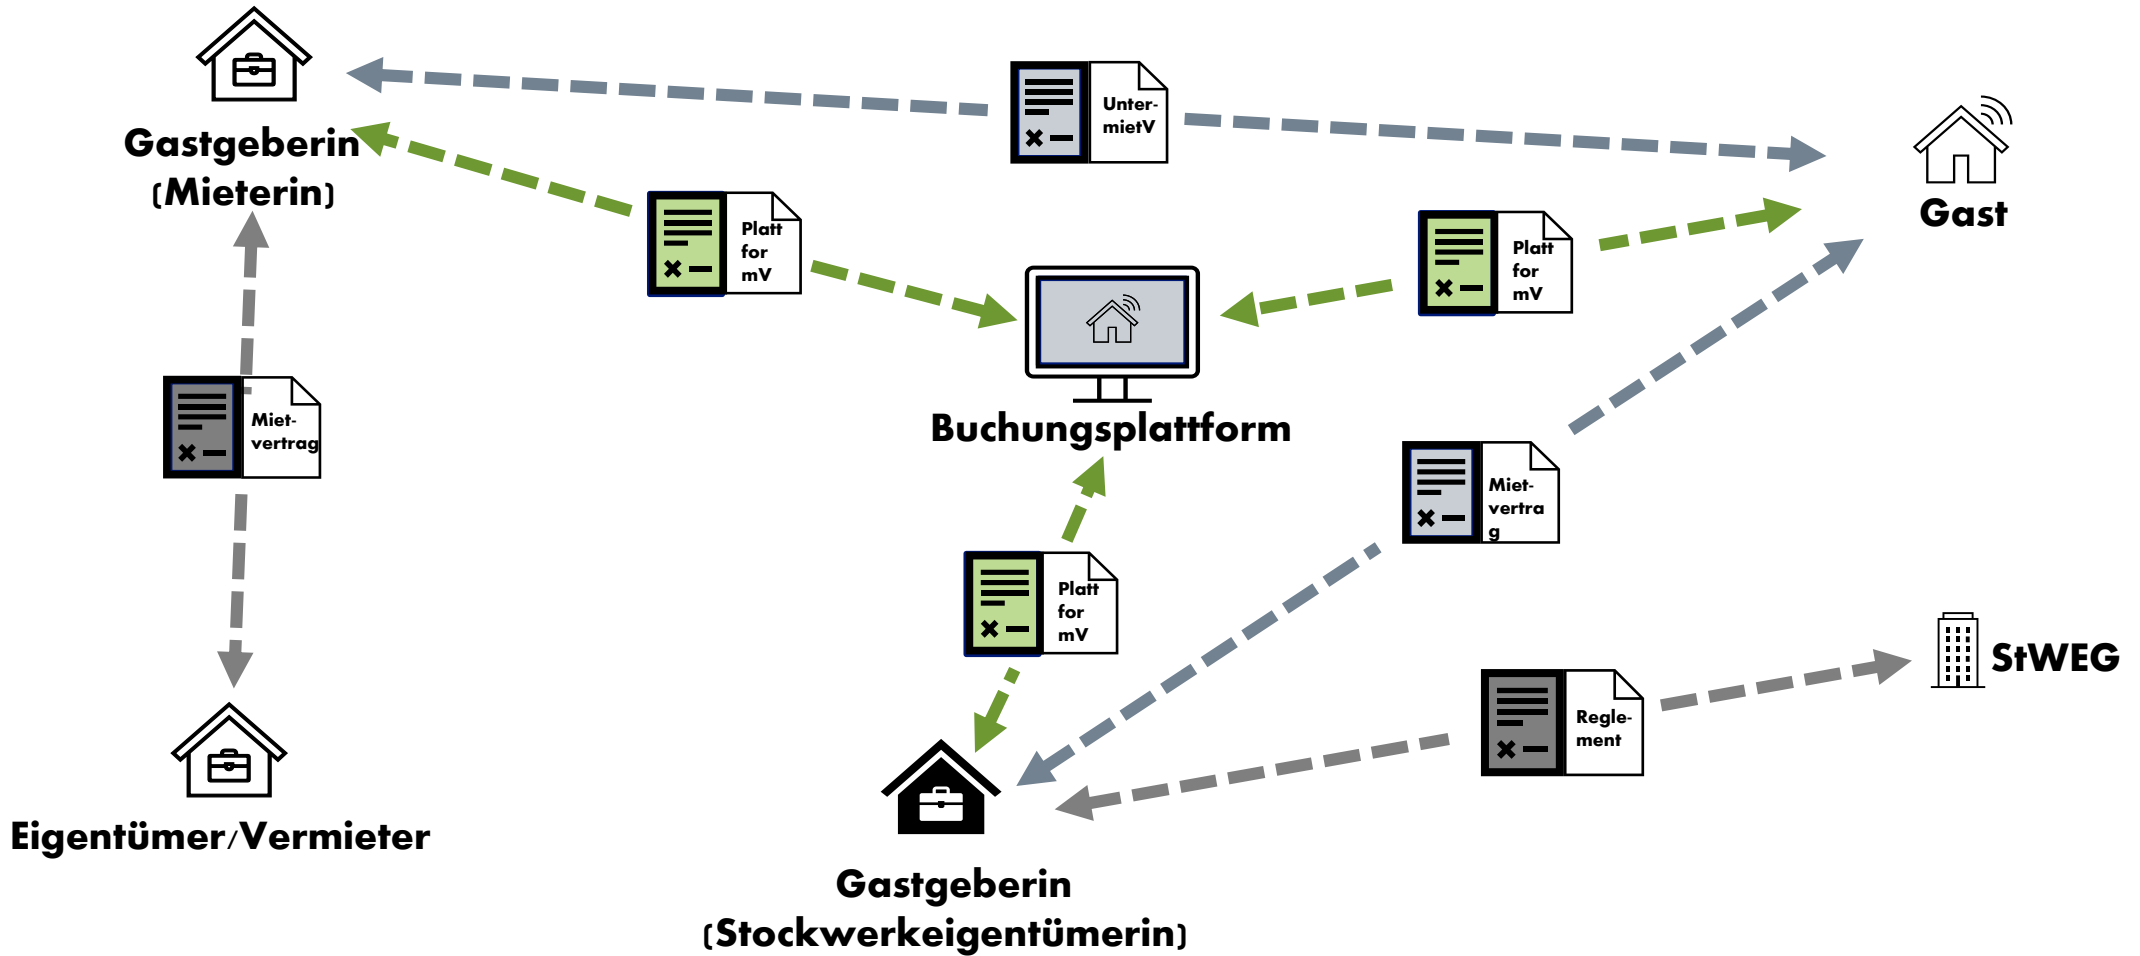 Unter-
mietV
Gastgeberin
(Mieterin)
Gast
Platt
for
mV
Platt
for
mV
Buchungsplattform
Miet-
vertrag
Miet-
vertra
g
Platt
for
mV
StWEG
Regle-
ment
Eigentümer/Vermieter
Gastgeberin
(Stockwerkeigentümerin)